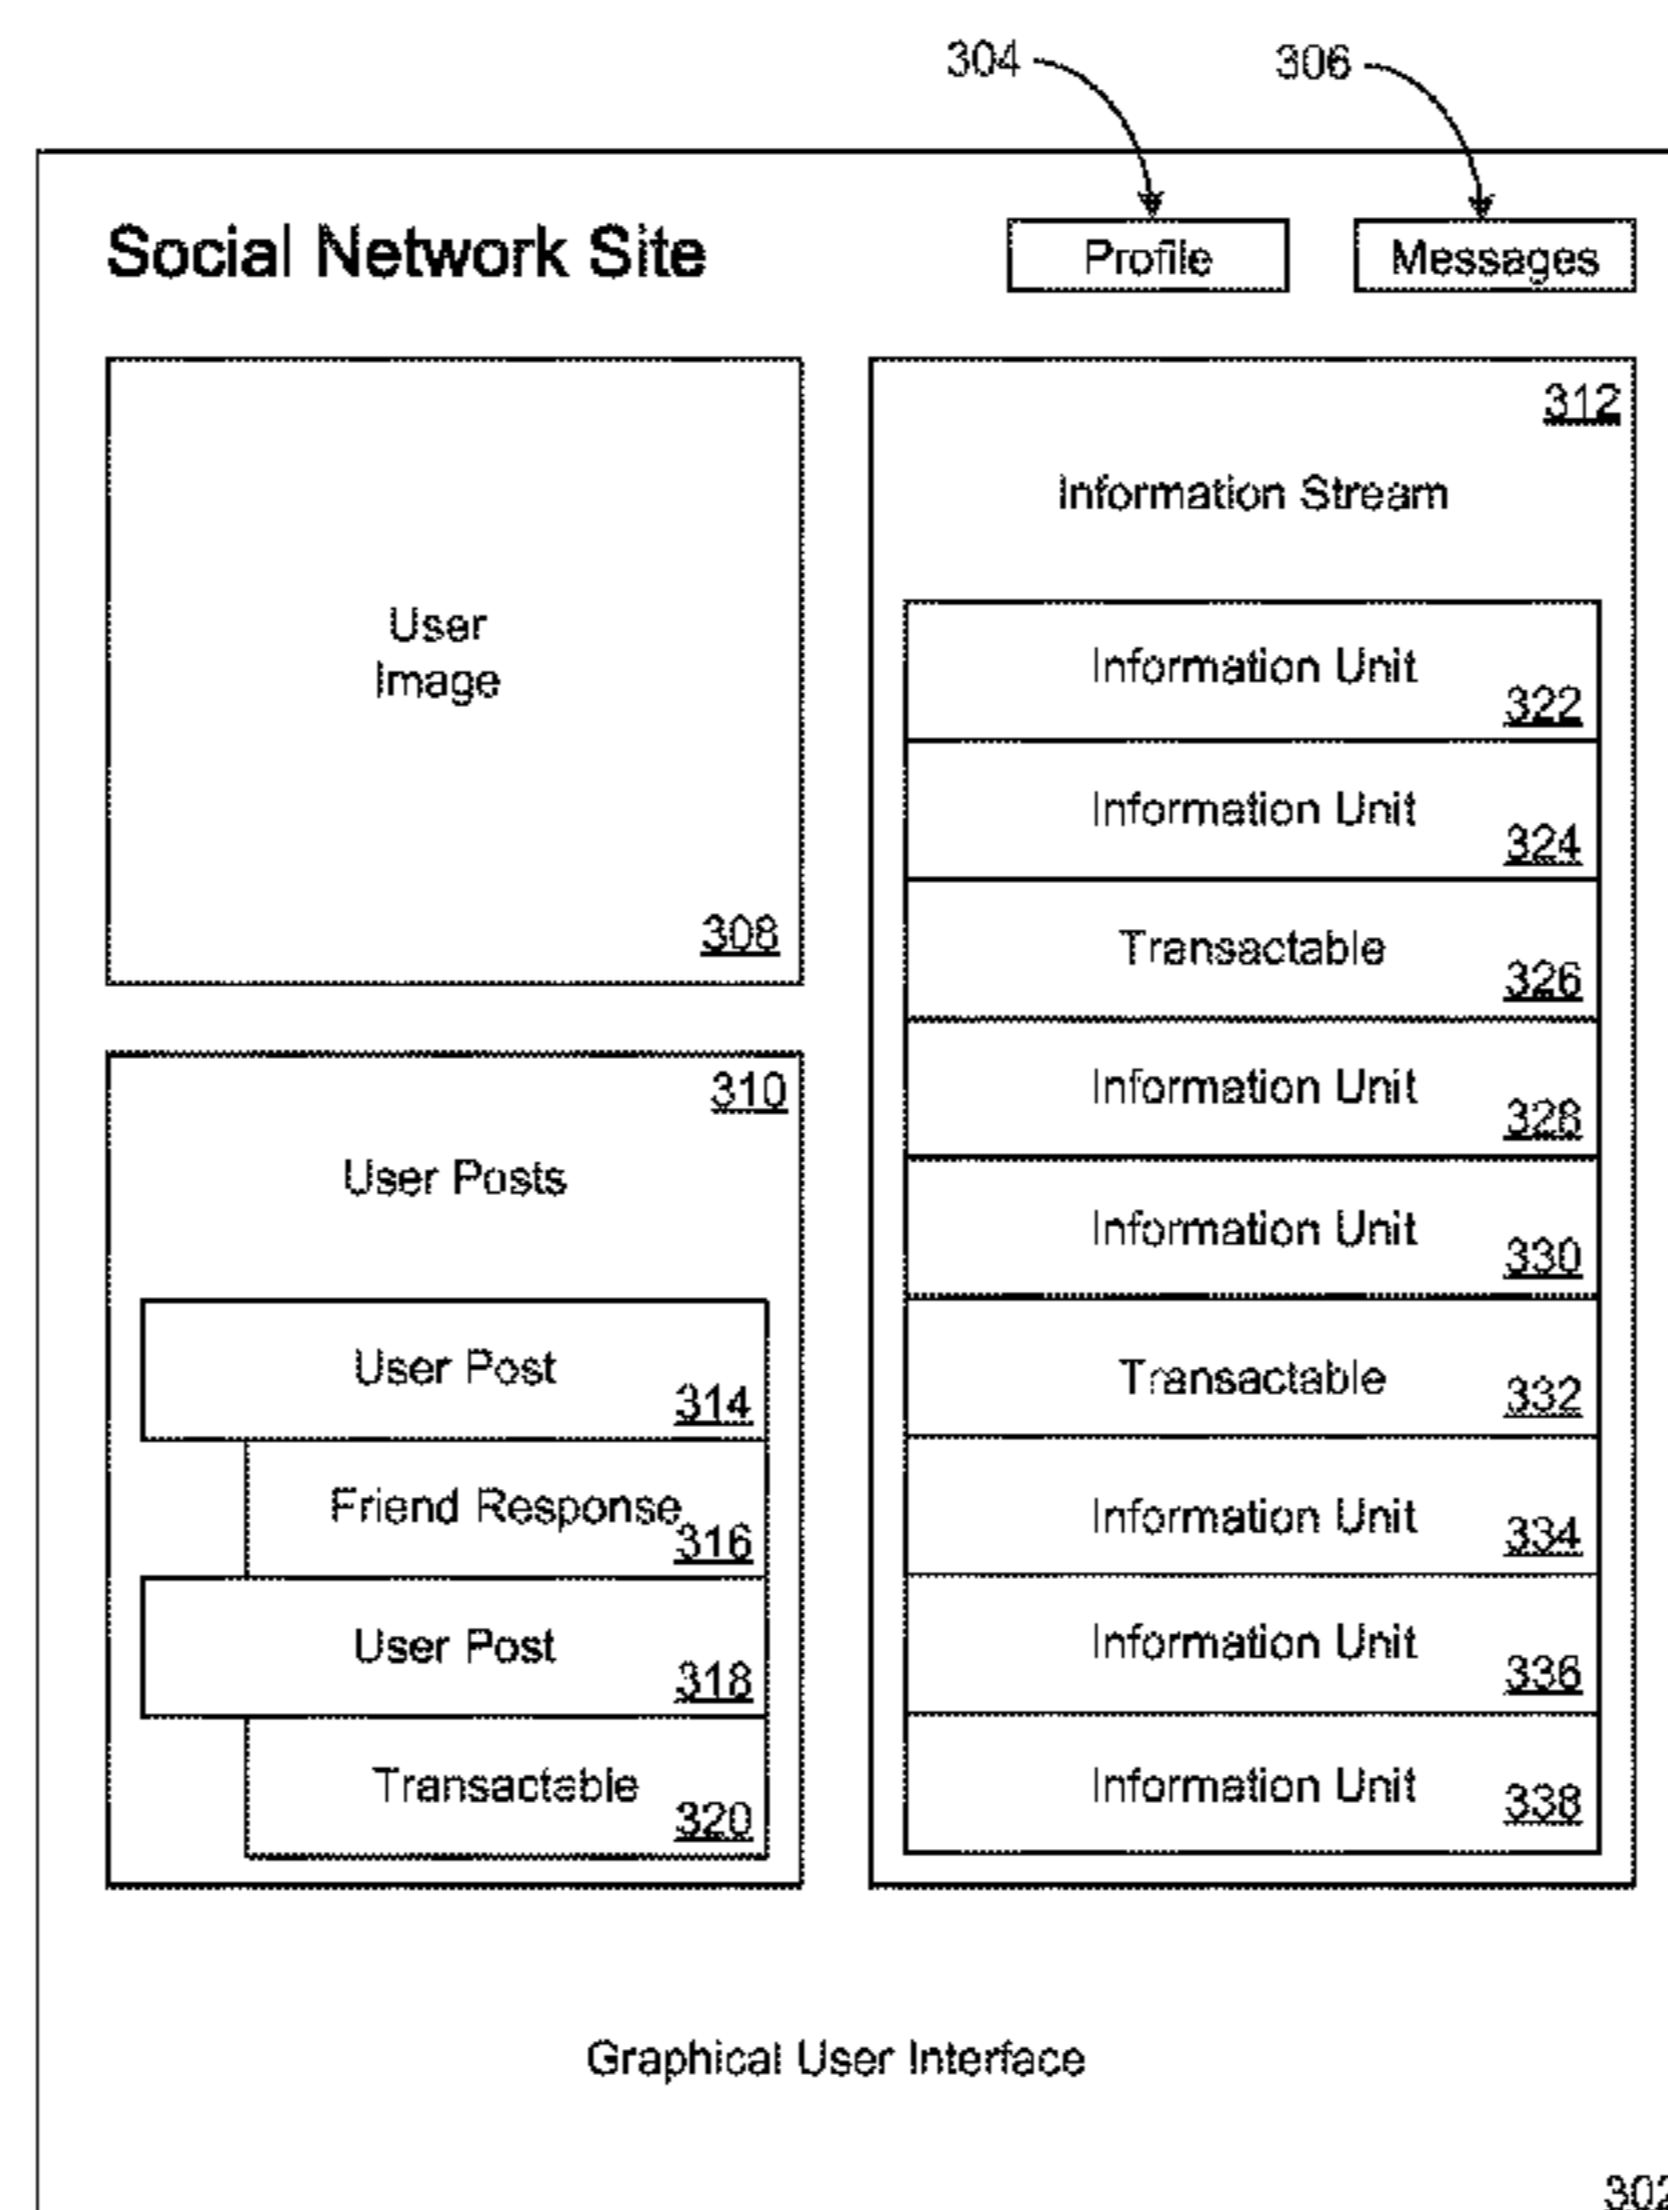 304
306
Social Network Site
Profile
Messages
User
Image
308
310
User Posts
User Post
314
Friend Response
316
User Post
318
Transactable
320
312
Information Stream
Information Unit
322
Information Unit
324
Transactable
326
Information Unit
328
Information Unit
330
Transactable
332
Information Unit
334
Information Unit
336
Information Unit
338
Graphical User Interface
302